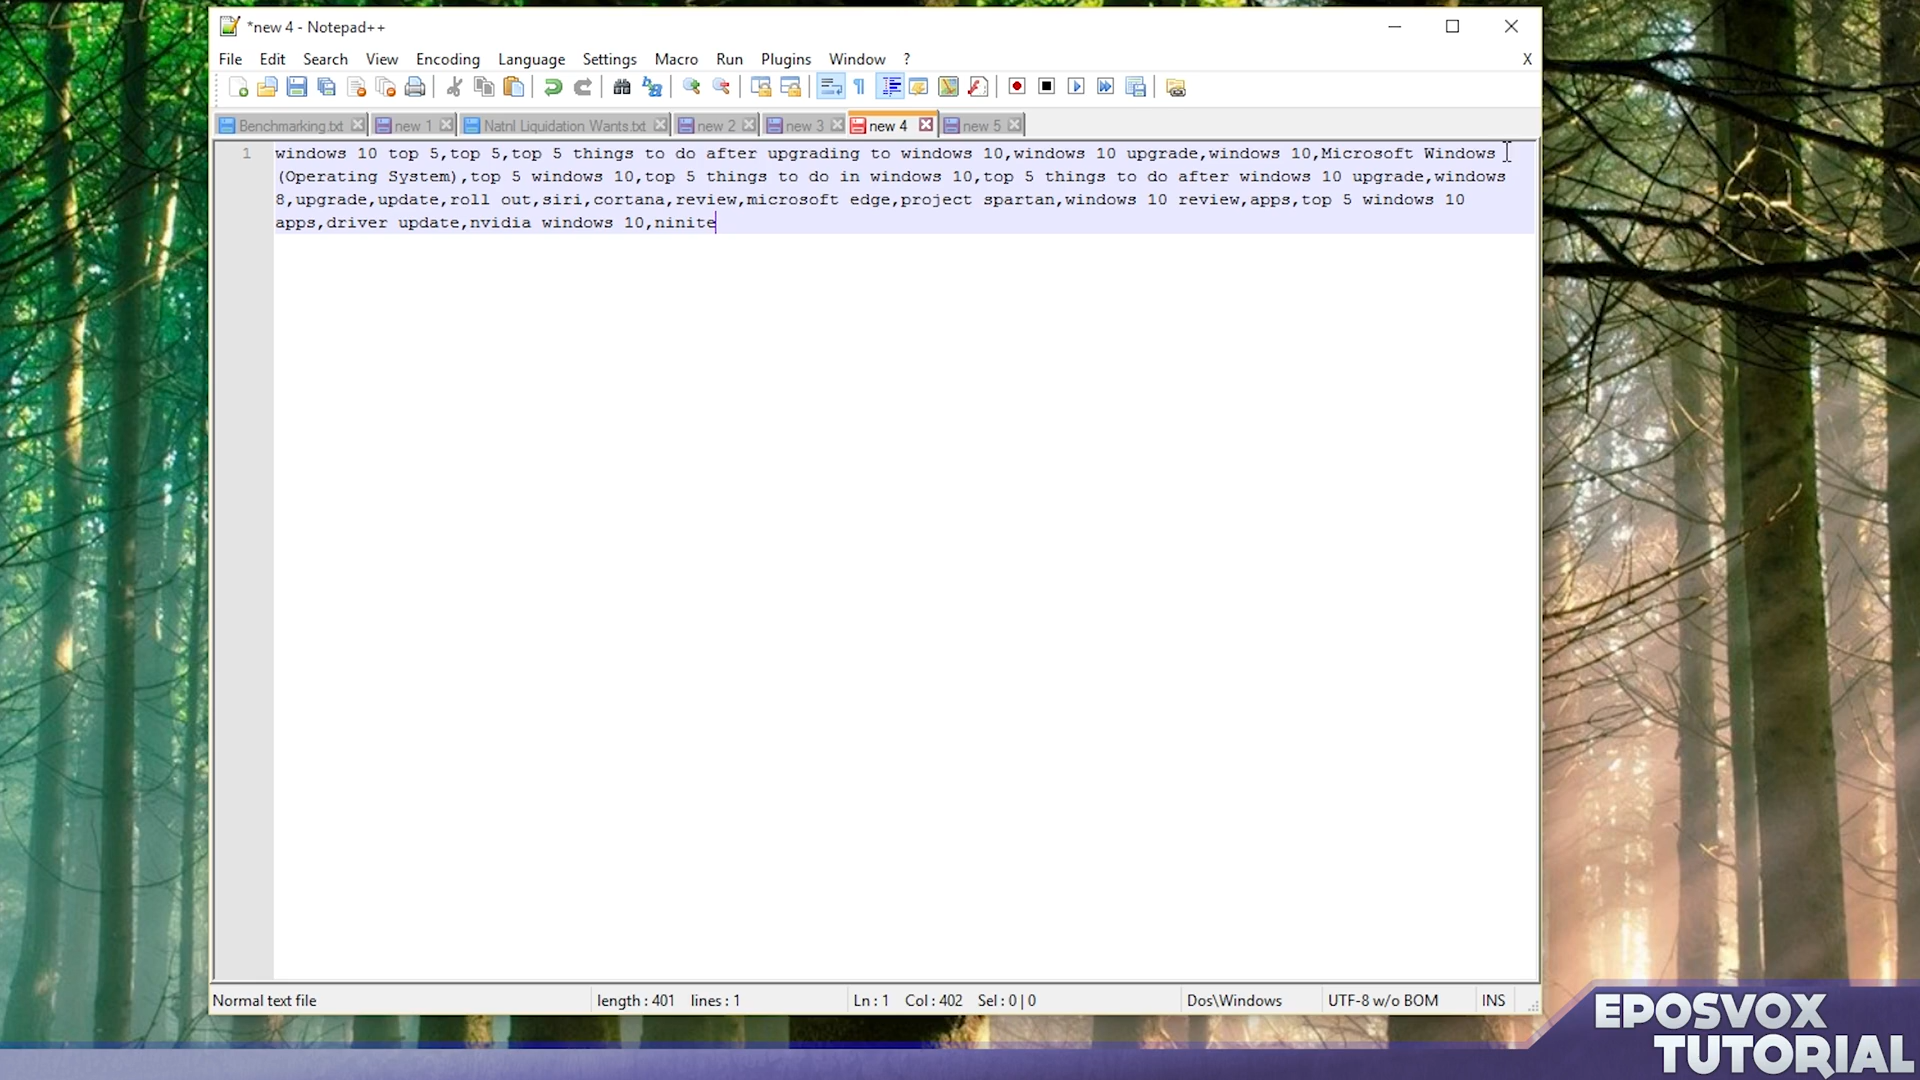 *new 4 - Notepad++
File Edit Search View Encoding Language Settings Macro Run Plugins Window ? X
Benchmarking.txt new 1 Natnl Liquidation Wants.txt new 2 new 3 new 4 new 5
1 windows 10 top 5,top 5,top 5 things to do after upgrading to windows 10,windows 10 upgrade,windows 10,Microsoft Windows
(Operating System),top 5 windows 10,top 5 things to do in windows 10,top 5 things to do after windows 10 upgrade,windows
8,upgrade,update,roll out,siri,cortana,review,microsoft edge,project spartan,windows 10 review,apps,top 5 windows 10
apps,driver update,nvidia windows 10,ninite
Normal text file length : 401 lines : 1 Ln : 1 Col : 402 Sel : 0 | 0 Dos\Windows UTF-8 w/o BOM INS
EPOSVOX
TUTORIAL